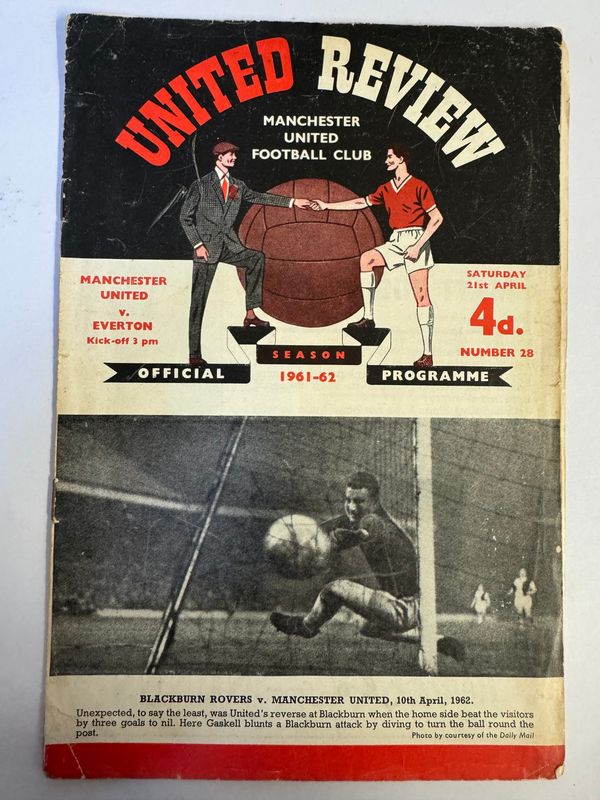 UNITED REVIEW
MANCHESTER
UNITED
FOOTBALL CLUB
MANCHESTER
UNITED
v.
EVERTON
Kick-off 3 pm
SATURDAY
21st APRIL
4d.
NUMBER 28
SEASON
OFFICIAL
1961-62
PROGRAMME
BLACKBURN ROVERS v. MANCHESTER UNITED, 10th April, 1962.
Unexpected, to say the least, was United's reverse at Blackburn when the home side beat the visitors
by three goals to nil. Here Gaskell blunts a Blackburn attack by diving to turn the ball round the
post.
Photo by courtesy of the Daily Mail